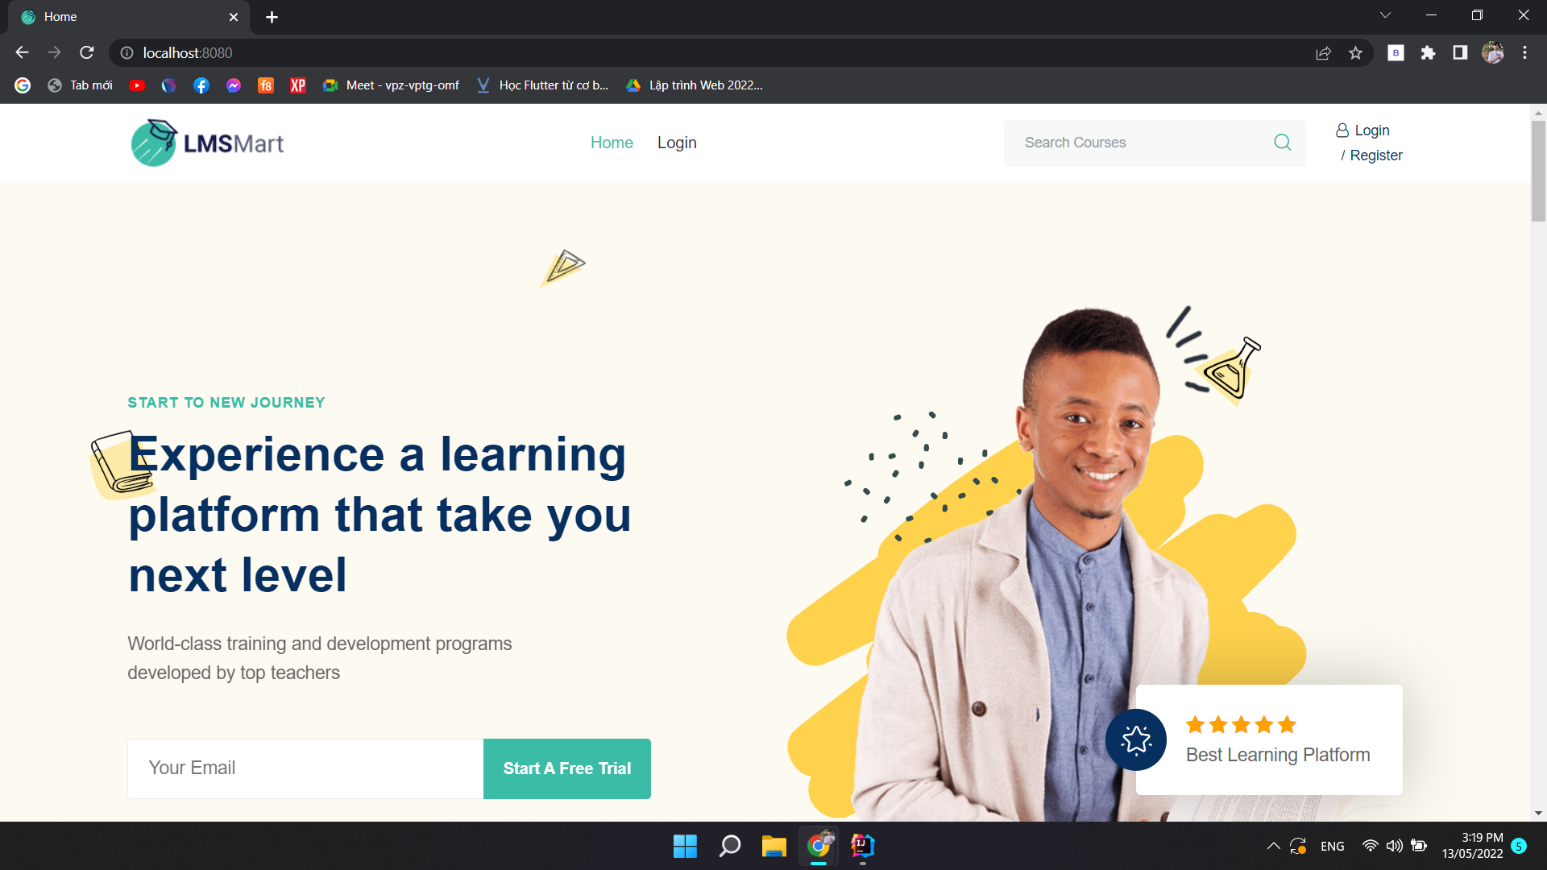 Home
localhost:8080
B
Tab mới
f8
XP
Meet - vpz-vptg-omf
Học Flutter từ cơ b...
Lập trình Web 2022...
LMSMart
Home
Login
Search Courses
Login
/ Register
START TO NEW JOURNEY
Experience a learning
platform that take you
next level
World-class training and development programs
developed by top teachers
Your Email
Start A Free Trial
Best Learning Platform
IJ
ENG
3:19 PM
13/05/2022
5